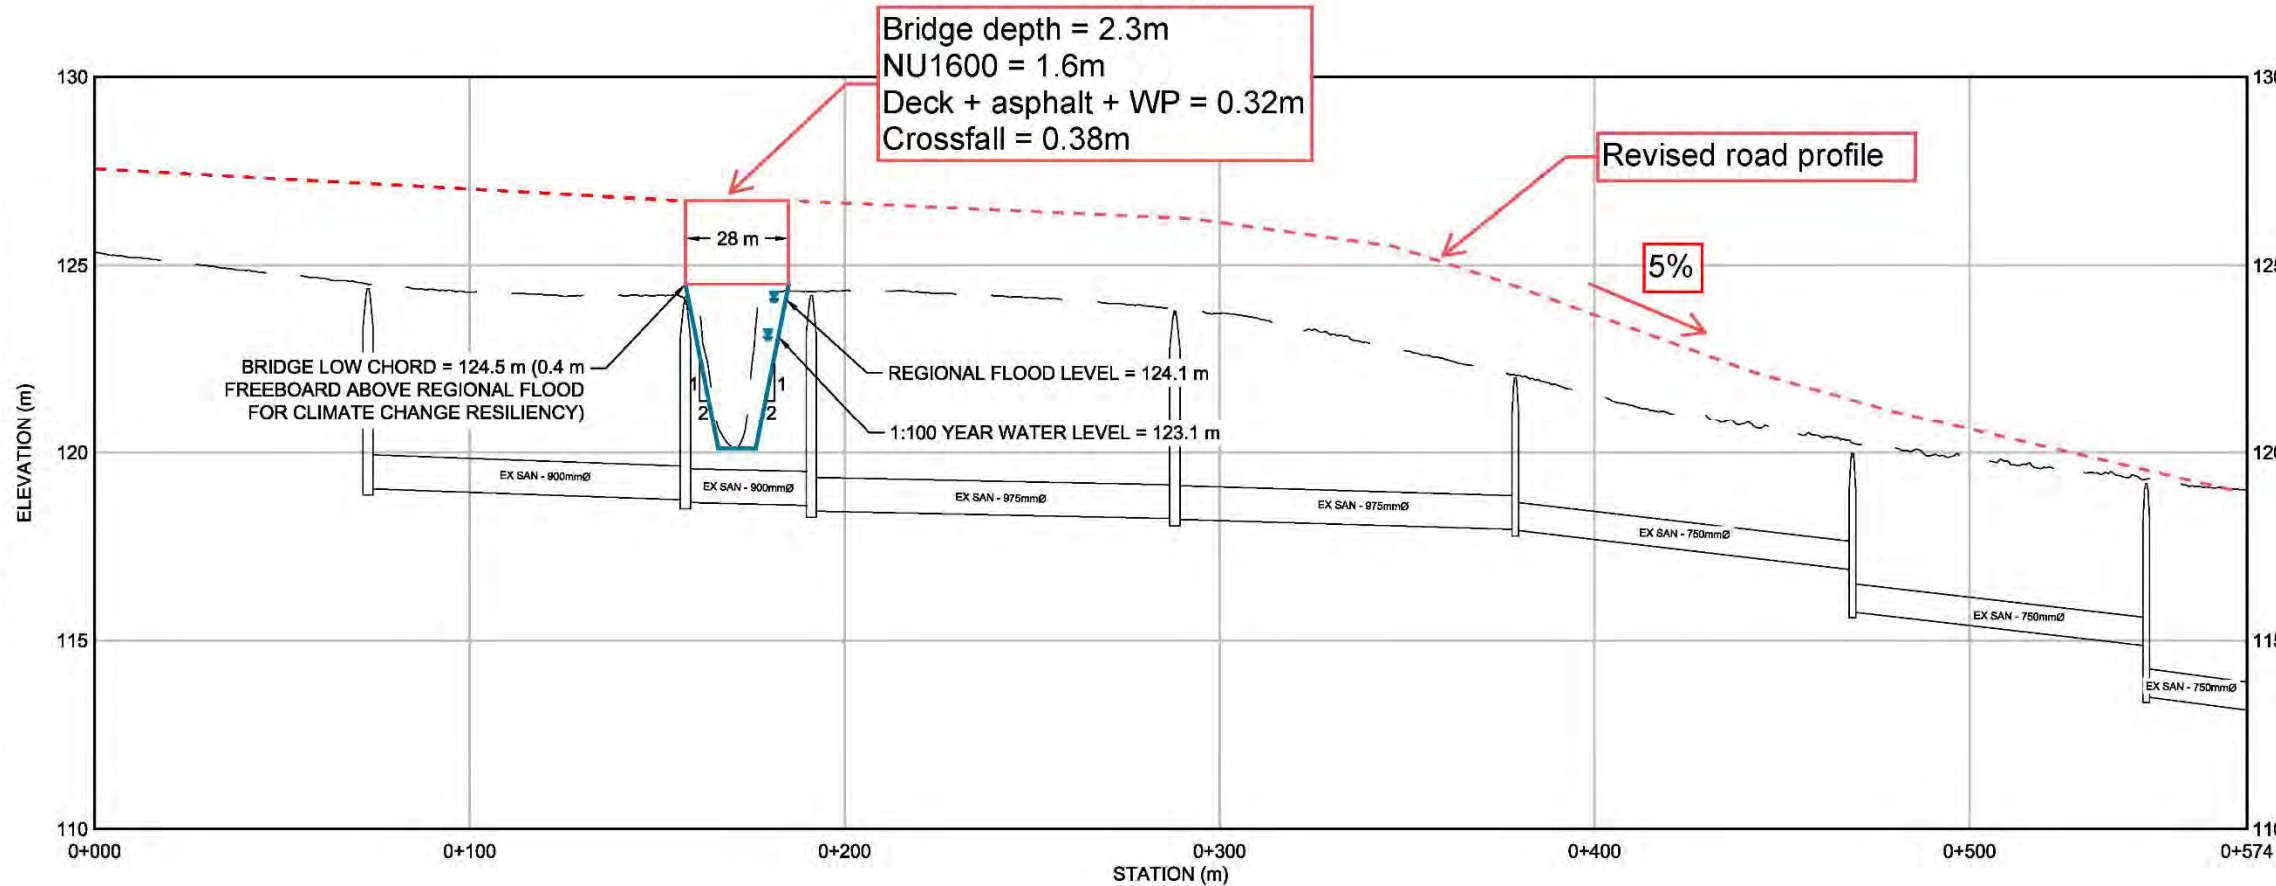 Bridge depth = 2.3m
NU1600 = 1.6m
Deck + asphalt + WP = 0.32m
Crossfall = 0.38m
Revised road profile
5%
28 m
BRIDGE LOW CHORD = 124.5 m (0.4 m
FREEBOARD ABOVE REGIONAL FLOOD
FOR CLIMATE CHANGE RESILIENCY)
REGIONAL FLOOD LEVEL = 124.1 m
1:100 YEAR WATER LEVEL = 123.1 m
1
2
1
2
EX SAN - 900mmØ
EX SAN - 900mmØ
EX SAN - 975mmØ
EX SAN - 975mmØ
EX SAN - 750mmØ
EX SAN - 750mmØ
EX SAN - 750mmØ
ELEVATION (m)
130
125
120
115
110
0+000
0+100
0+200
0+300
0+400
0+500
0+574
STATION (m)